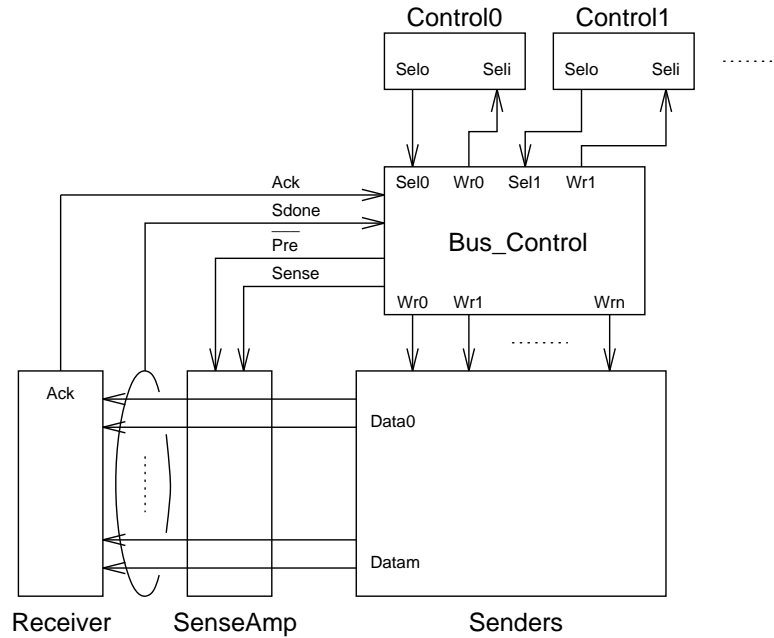 Control0 Control1
Selo Seli Selo Seli
Ack
Sel0 Wr0 Sel1 Wr1
Sdone
Pre
Bus_Control
Sense
Wr0 Wr1 Wrn
Ack
Data0
Datam
Receiver SenseAmp Senders